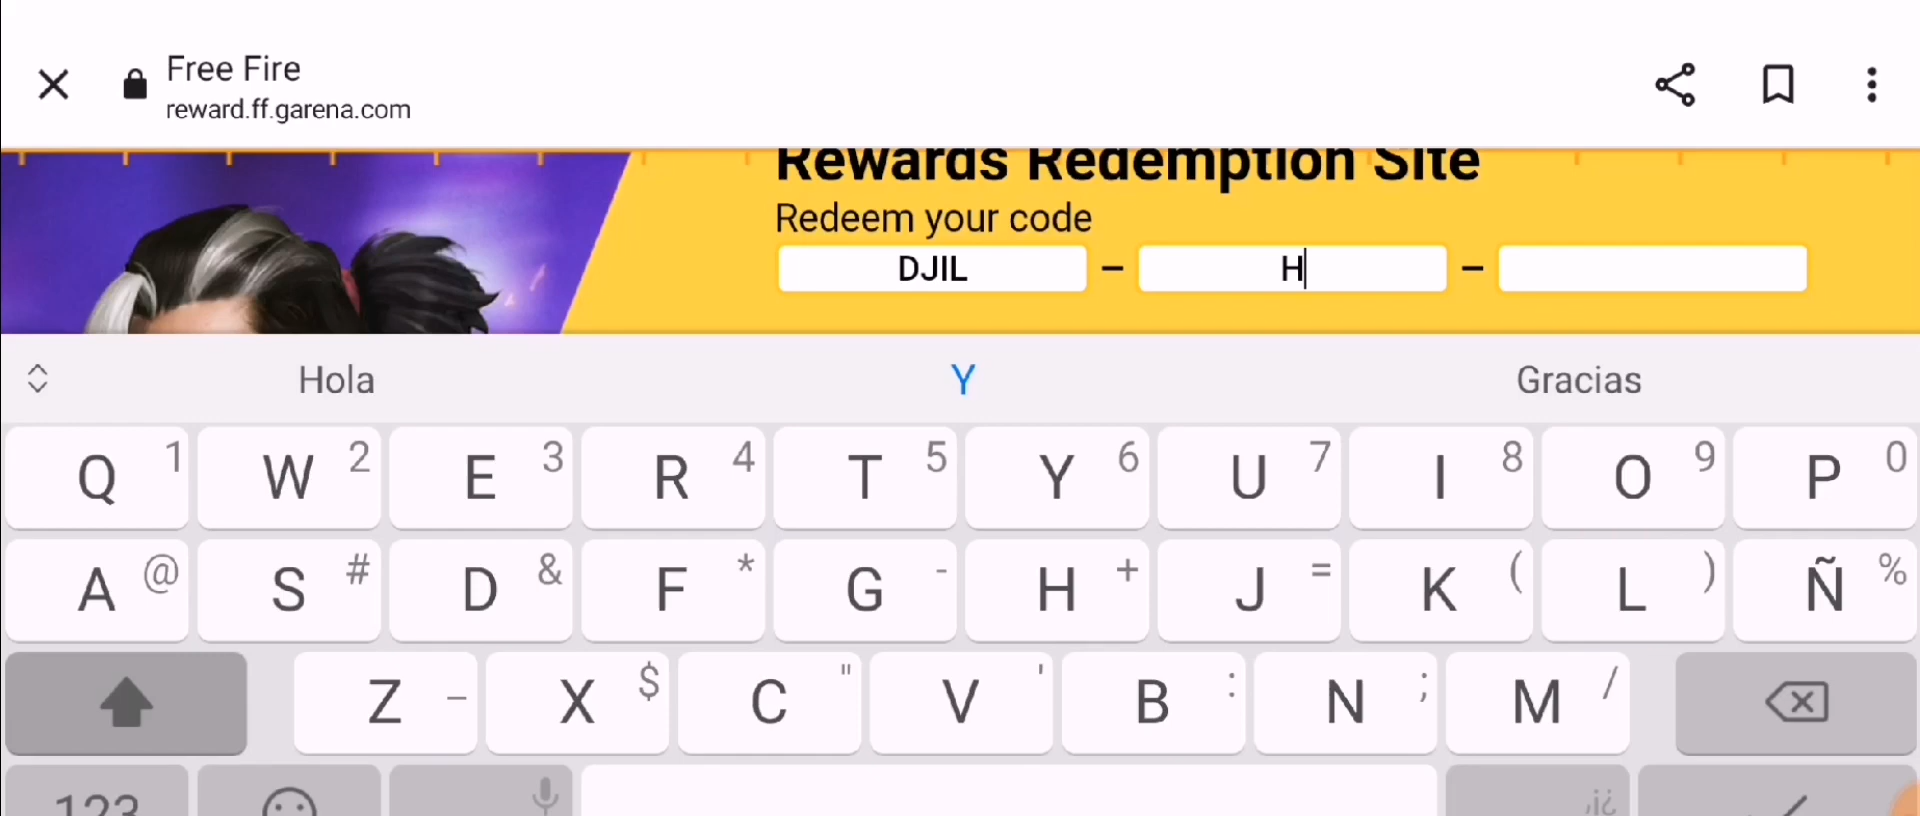 Free Fire
reward.ff.garena.com
Rewards Redemption Site
Redeem your code
DJIL – H –
Hola Y Gracias
Q 1 W 2 E 3 R 4 T 5 Y 6 U 7 I 8 O 9 P 0
A @ S # D & F * G - H + J = K ( L ) Ñ %
Z _ X $ C " V ' B : N ; M /
123 ,¡¿